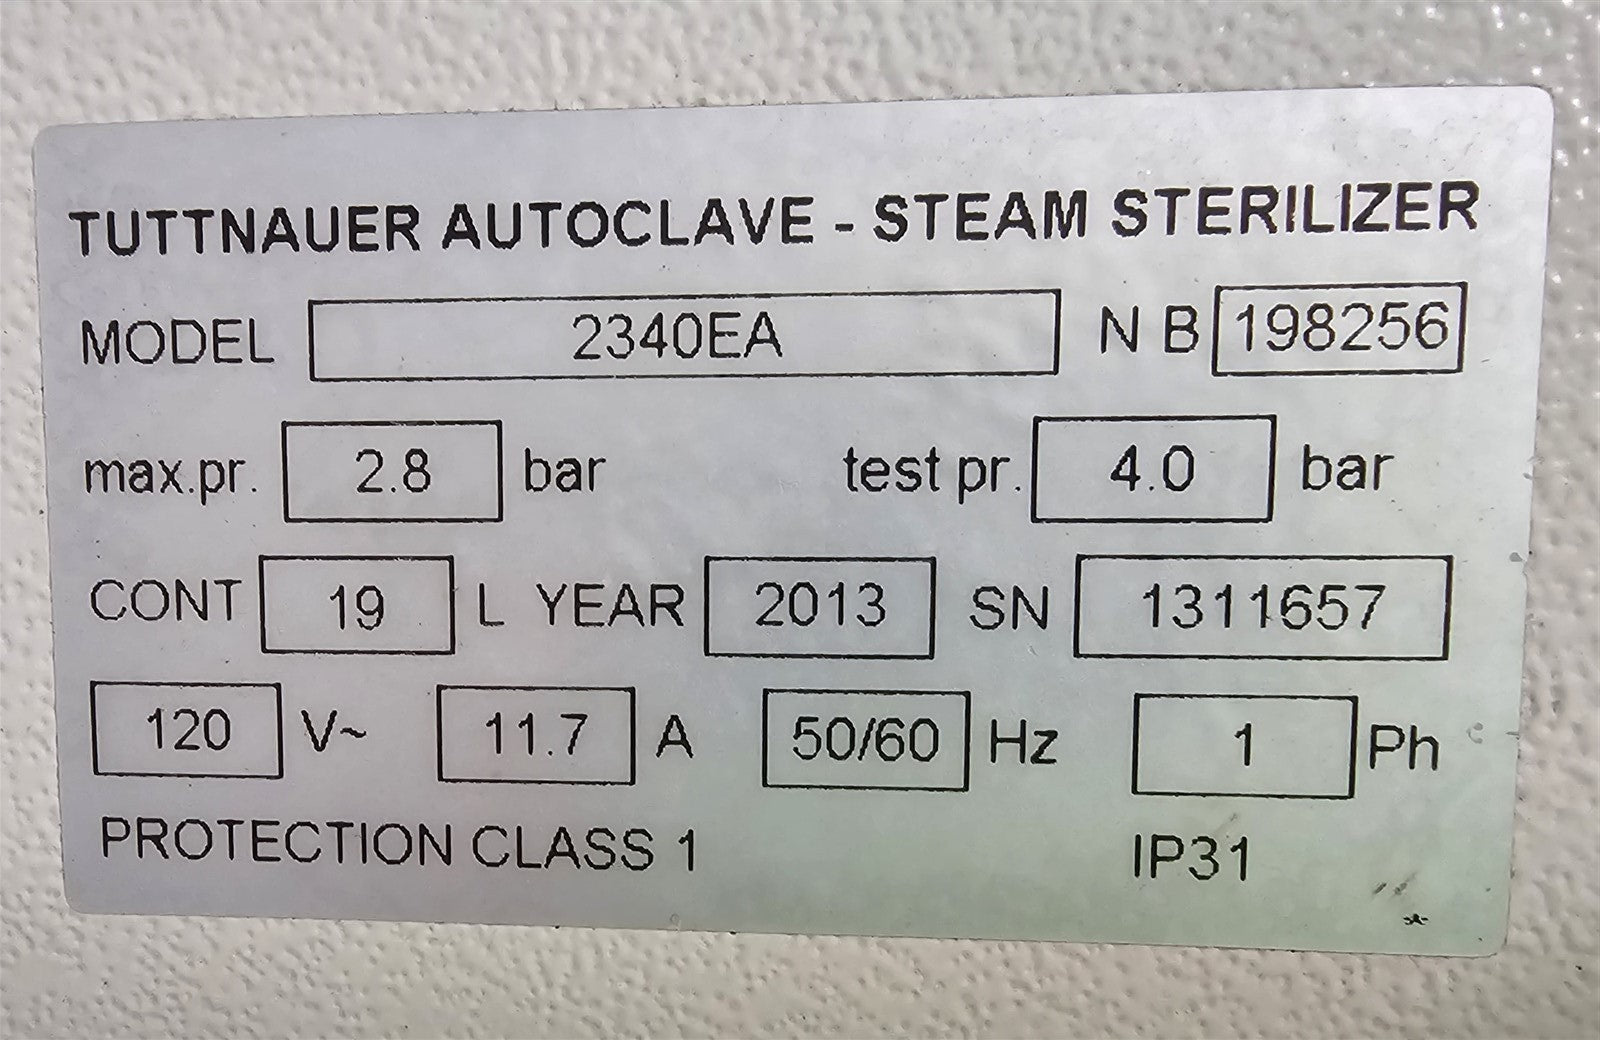 TUTTNAUER AUTOCLAVE - STEAM STERILIZER
MODEL 2340EA N B 198256
max.pr. 2.8 bar test pr. 4.0 bar
CONT 19 L YEAR 2013 SN 1311657
120 V~ 11.7 A 50/60 Hz 1 Ph
PROTECTION CLASS 1 IP31